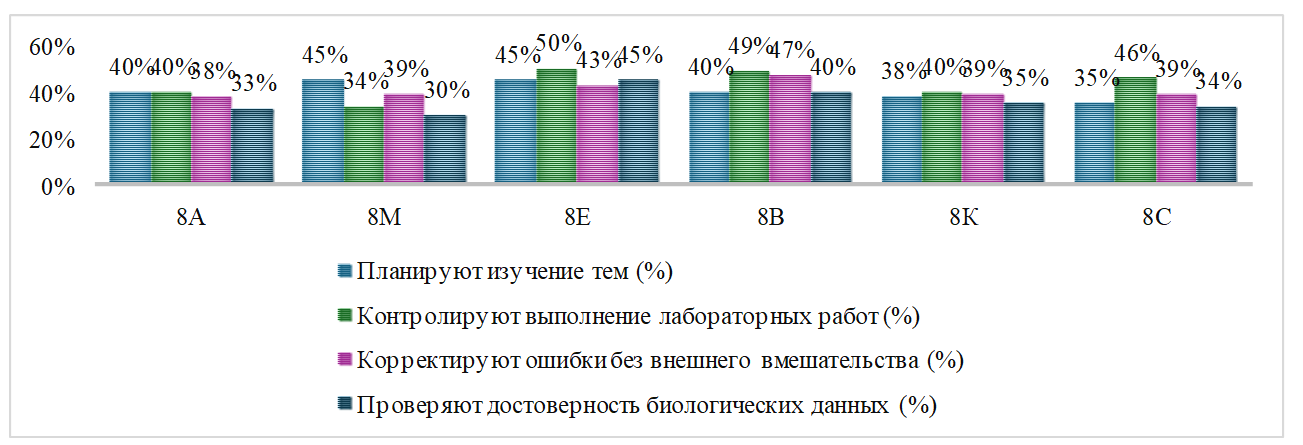 60%
40%
20%
0%
40% 40% 38% 33%
45% 34% 39% 30%
45% 50% 43% 45%
40% 49% 47% 40%
38% 40% 39% 35%
35% 46% 39% 34%
8А 8М 8Е 8В 8К 8С
Планируют изучение тем (%)
Контролируют выполнение лабораторных работ (%)
Корректируют ошибки без внешнего вмешательства (%)
Проверяют достоверность биологических данных (%)